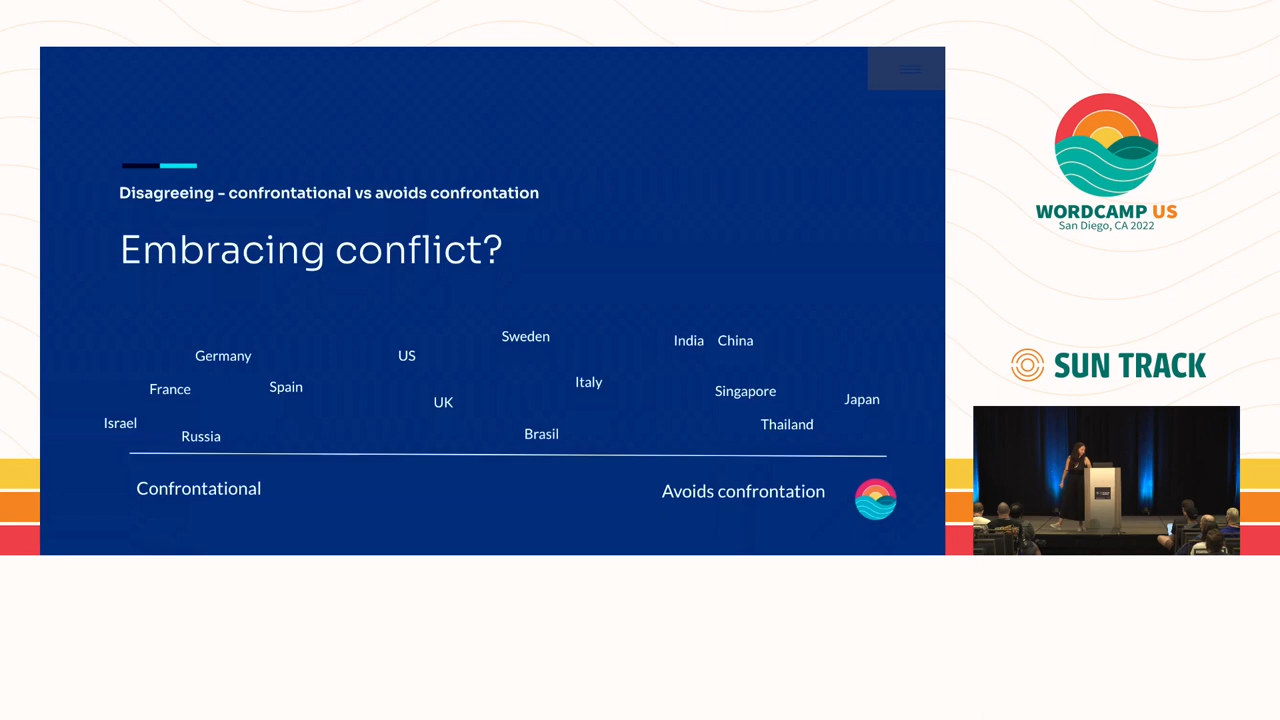 Disagreeing - confrontational vs avoids confrontation
Embracing conflict?
Sweden
India China
Germany
US
France
Spain
Italy
Singapore
Japan
UK
Israel
Thailand
Russia
Brasil
Confrontational
Avoids confrontation
WORDCAMP US
San Diego, CA 2022
SUN TRACK